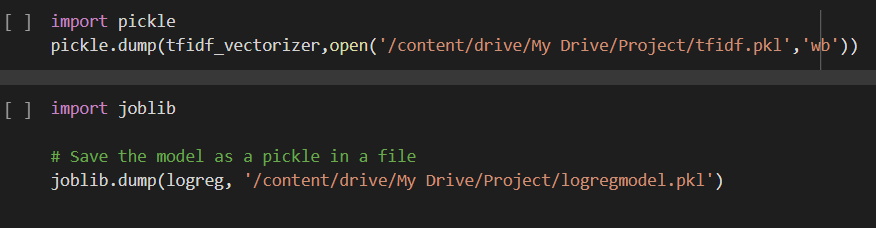 [ ] import pickle
pickle.dump(tfidf_vectorizer,open('/content/drive/My Drive/Project/tfidf.pkl','wb'))
[ ] import joblib
# Save the model as a pickle in a file
joblib.dump(logreg, '/content/drive/My Drive/Project/logregmodel.pkl')